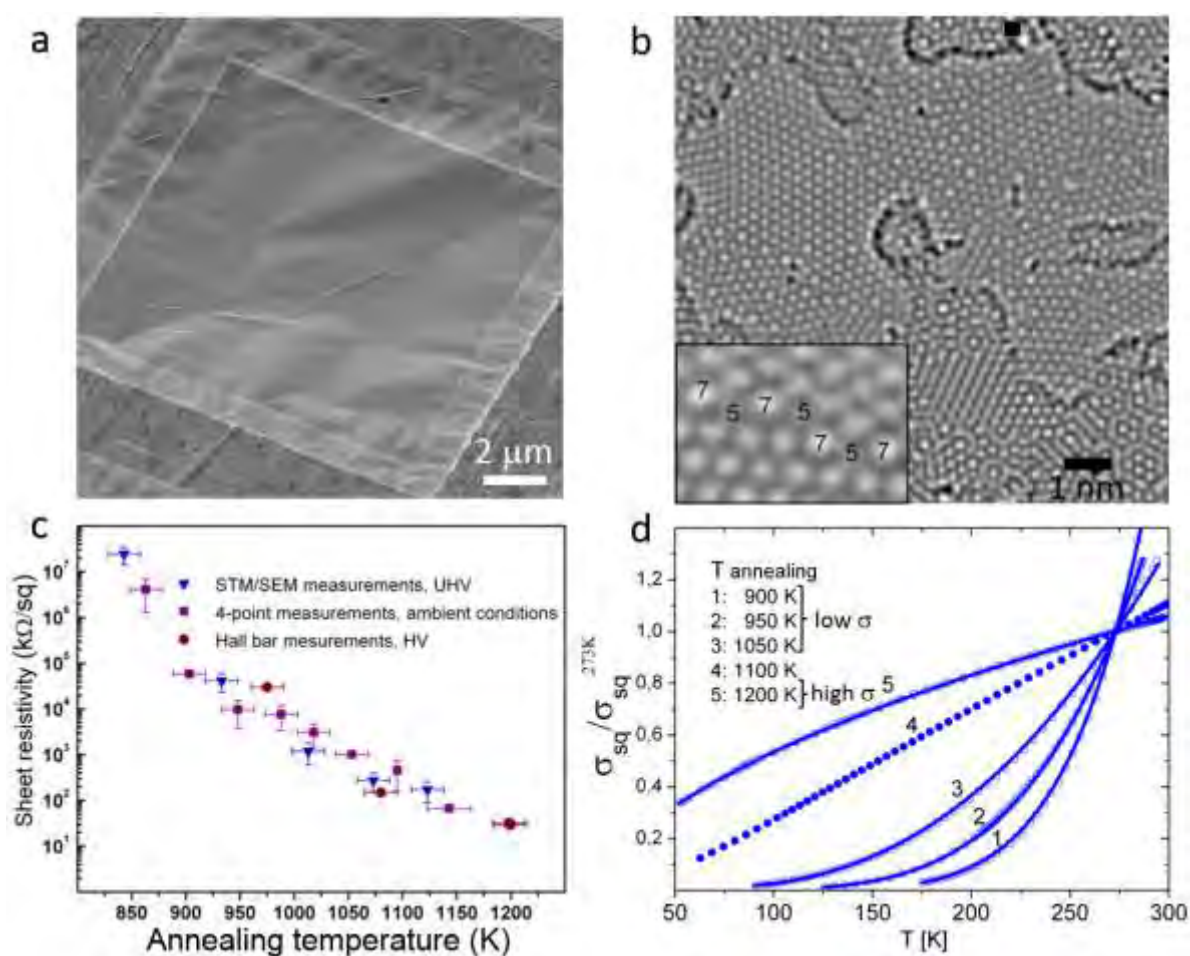 a
2 μm
b
7
5
7
5
7
5
7
1 nm
c
Sheet resistivity (kΩ/sq)
10⁷
10⁶
10⁵
10⁴
10³
10²
10¹
STM/SEM measurements, UHV
4-point measurements, ambient conditions
Hall bar mesurements, HV
850 900 950 1000 1050 1100 1150 1200
Annealing temperature (K)
d
σsq/σsq 273K
1.2
1.0
0.8
0.6
0.4
0.2
T annealing
1: 900 K
2: 950 K
low σ
3: 1050 K
4: 1100 K
5: 1200 K
high σ
5
4
3
2
1
50 100 150 200 250 300
T [K]